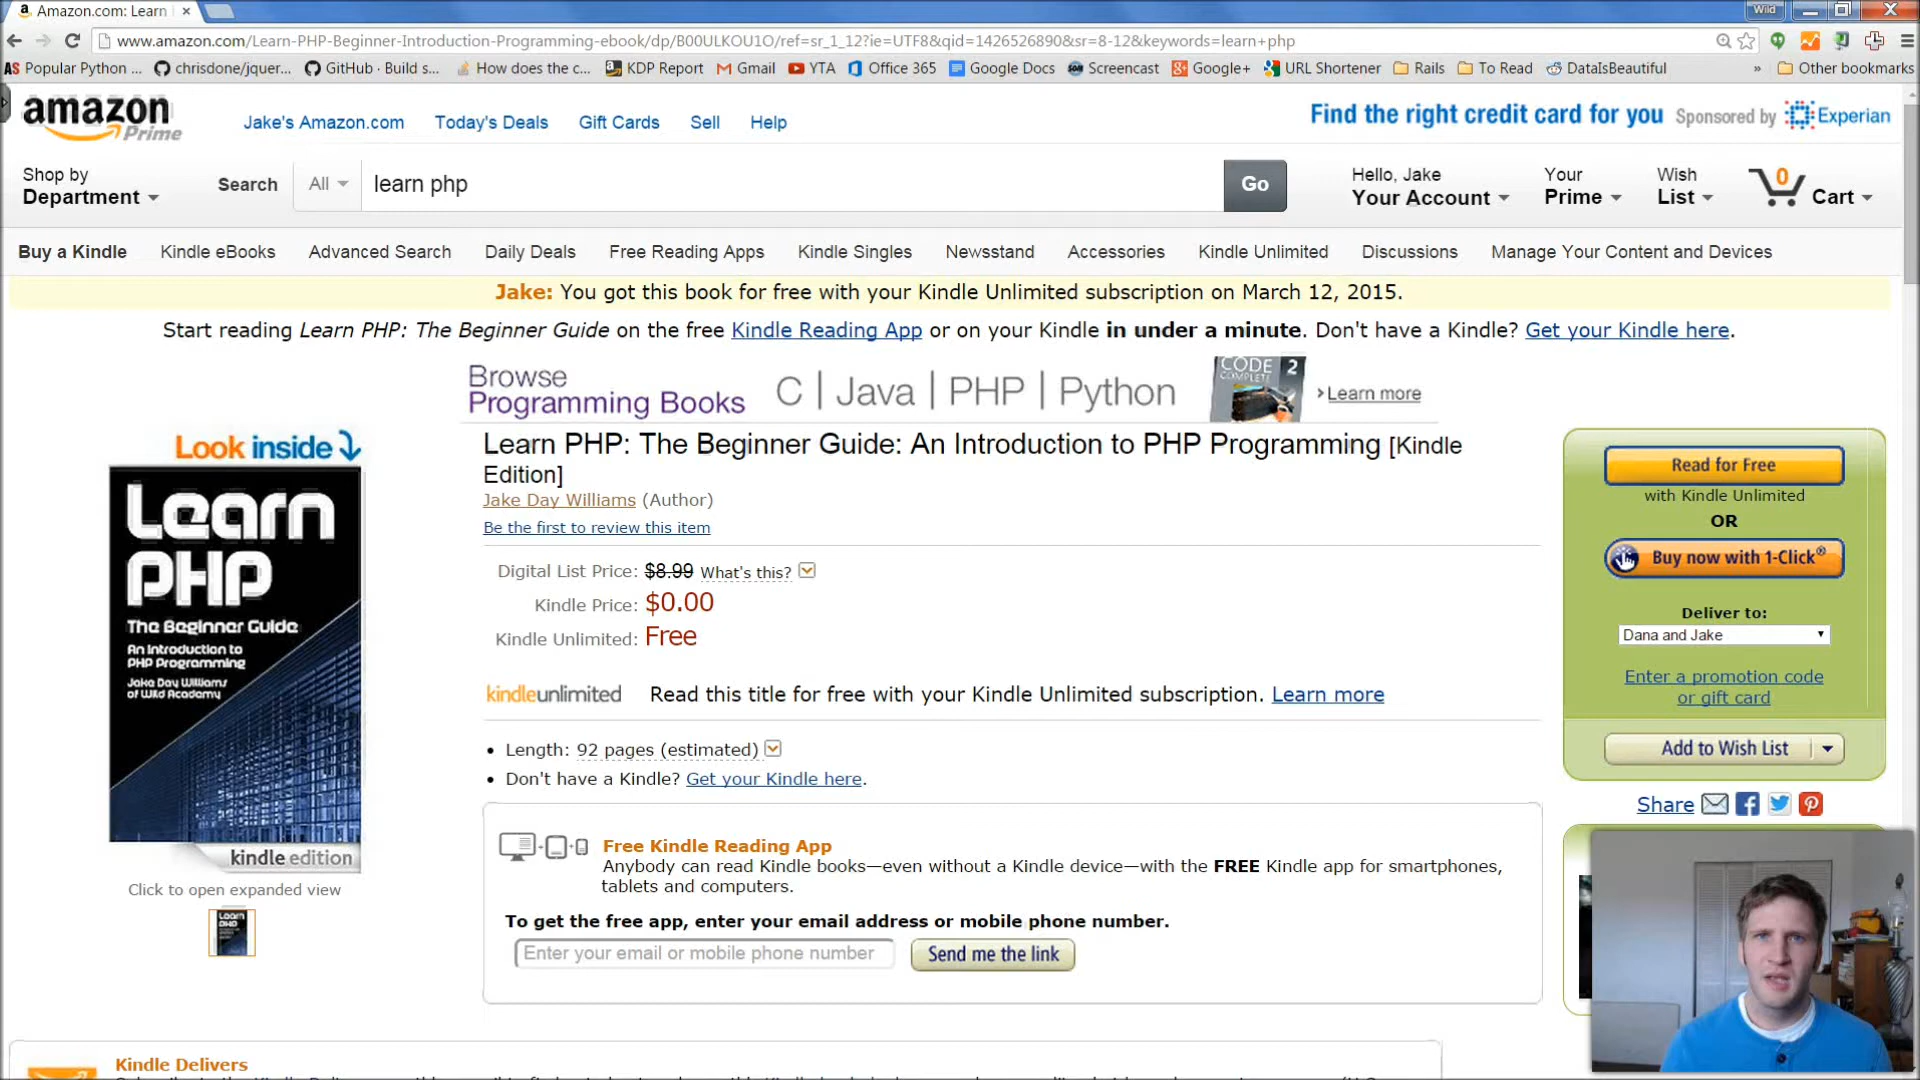 Amazon.com: Learn
Wild
www.amazon.com/Learn-PHP-Beginner-Introduction-Programming-ebook/dp/B00ULKOU1O/ref=sr_1_12?ie=UTF8&qid=1426526890&sr=8-12&keywords=learn+php
AS Popular Python ... chrisdone/jquer... GitHub · Build s... How does the c... KDP Report Gmail YTA Office 365 Google Docs Screencast Google+ URL Shortener Rails To Read DataIsBeautiful » Other bookmarks
amazon Prime
Jake's Amazon.com Today's Deals Gift Cards Sell Help
Find the right credit card for you Sponsored by Experian
Shop by Department
Search All learn php Go
Hello, Jake Your Account
Your Prime
Wish List
0 Cart
Buy a Kindle Kindle eBooks Advanced Search Daily Deals Free Reading Apps Kindle Singles Newsstand Accessories Kindle Unlimited Discussions Manage Your Content and Devices
Jake: You got this book for free with your Kindle Unlimited subscription on March 12, 2015.
Start reading Learn PHP: The Beginner Guide on the free Kindle Reading App or on your Kindle in under a minute. Don't have a Kindle? Get your Kindle here.
Browse
Programming Books
C | Java | PHP | Python
CODE COMPLETE 2
›Learn more
Look inside
Learn
PHP
The Beginner Guide
An Introduction to
PHP Programming
Jake Day Williams
of Wild Academy
kindle edition
Click to open expanded view
Learn
PHP
Learn PHP: The Beginner Guide: An Introduction to PHP Programming [Kindle
Edition]
Jake Day Williams (Author)
Be the first to review this item
Digital List Price: $8.99 What's this?
Kindle Price: $0.00
Kindle Unlimited: Free
kindleunlimited Read this title for free with your Kindle Unlimited subscription. Learn more
• Length: 92 pages (estimated)
• Don't have a Kindle? Get your Kindle here.
Free Kindle Reading App
Anybody can read Kindle books—even without a Kindle device—with the FREE Kindle app for smartphones,
tablets and computers.
To get the free app, enter your email address or mobile phone number.
Enter your email or mobile phone number Send me the link
Read for Free
with Kindle Unlimited
OR
Buy now with 1-Click®
Deliver to:
Dana and Jake
Enter a promotion code
or gift card
Add to Wish List
Share
Kindle Delivers